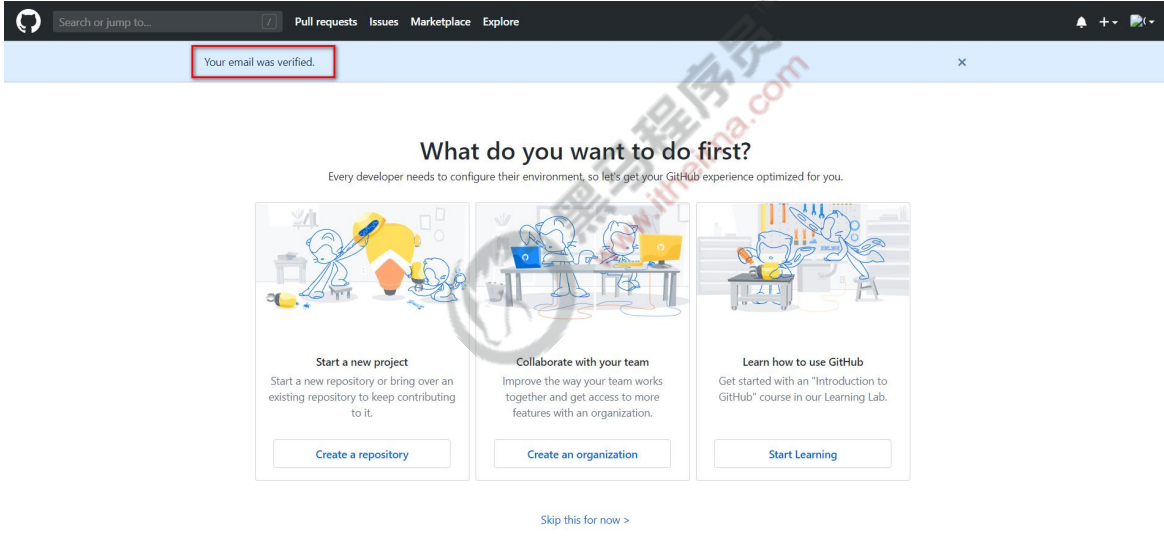 Search or jump to...
/
Pull requests Issues Marketplace Explore
Your email was verified.
What do you want to do first?
Every developer needs to configure their environment, so let's get your GitHub experience optimized for you.
Start a new project
Start a new repository or bring over an
existing repository to keep contributing
to it.
Create a repository
Collaborate with your team
Improve the way your team works
together and get access to more
features with an organization.
Create an organization
Learn how to use GitHub
Get started with an "Introduction to
GitHub" course in our Learning Lab.
Start Learning
Skip this for now >
黑马程序员
www.itheima.com